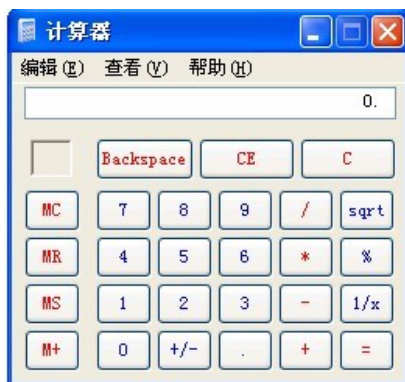 计算器
编辑(E) 查看(V) 帮助(H)
0.
Backspace CE C
MC 7 8 9 / sqrt
MR 4 5 6 * %
MS 1 2 3 - 1/x
M+ 0 +/- . + =